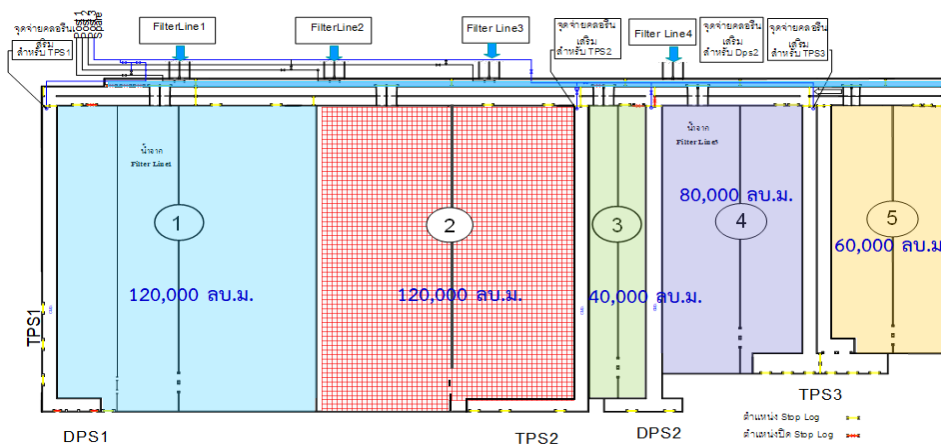 Post1
Post2
Post3
Spare
FilterLine1
FilterLine2
FilterLine3
Filter Line4
จุดจ่ายคลอรีน
เสริม
สำหรับ TPS1
จุดจ่ายคลอรีน
เสริม
สำหรับ TPS2
จุดจ่ายคลอรีน
เสริม
สำหรับ Dps2
จุดจ่ายคลอรีน
เสริม
สำหรับ TPS3
น้ำจาก
Filter Line1
น้ำจาก
1
2
3
4
5
120,000 ลบ.ม.
120,000 ลบ.ม.
40,000 ลบ.ม.
80,000 ลบ.ม.
60,000 ลบ.ม.
TPS1
DPS1
TPS2
DPS2
TPS3
ตำแหน่ง Stop Log
ตำแหน่งปิด Stop Log